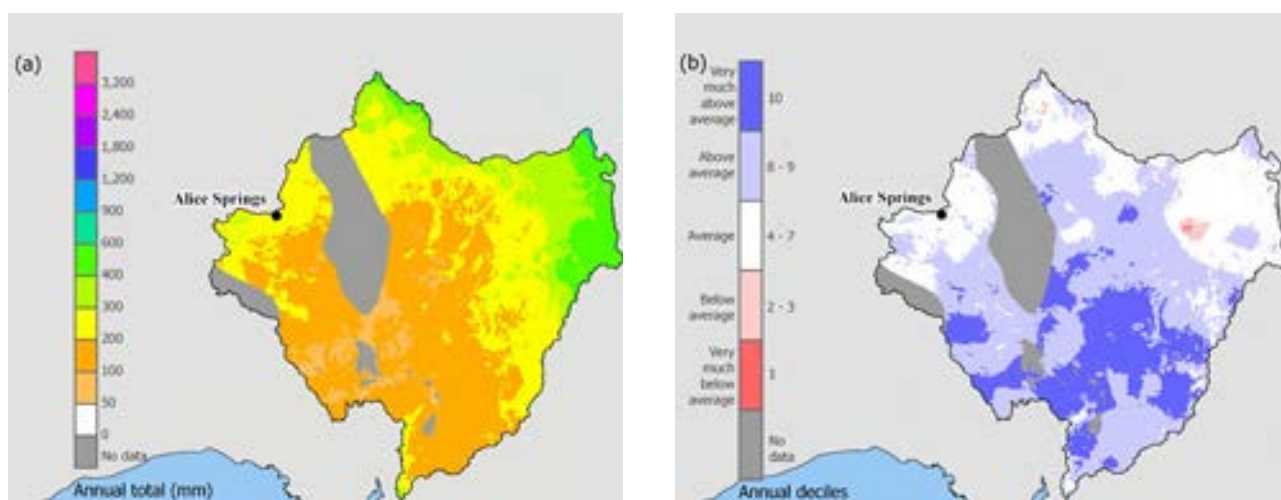 (a)
3,200
2,400
1,800
1,200
900
600
400
300
200
100
50
0
No data
Alice Springs
Annual total (mm)
(b)
Very
much
above
average
10
Above
average
8 - 9
Average
4 - 7
Below
average
2 - 3
Very
much
below
average
1
No
data
Alice Springs
Annual deciles